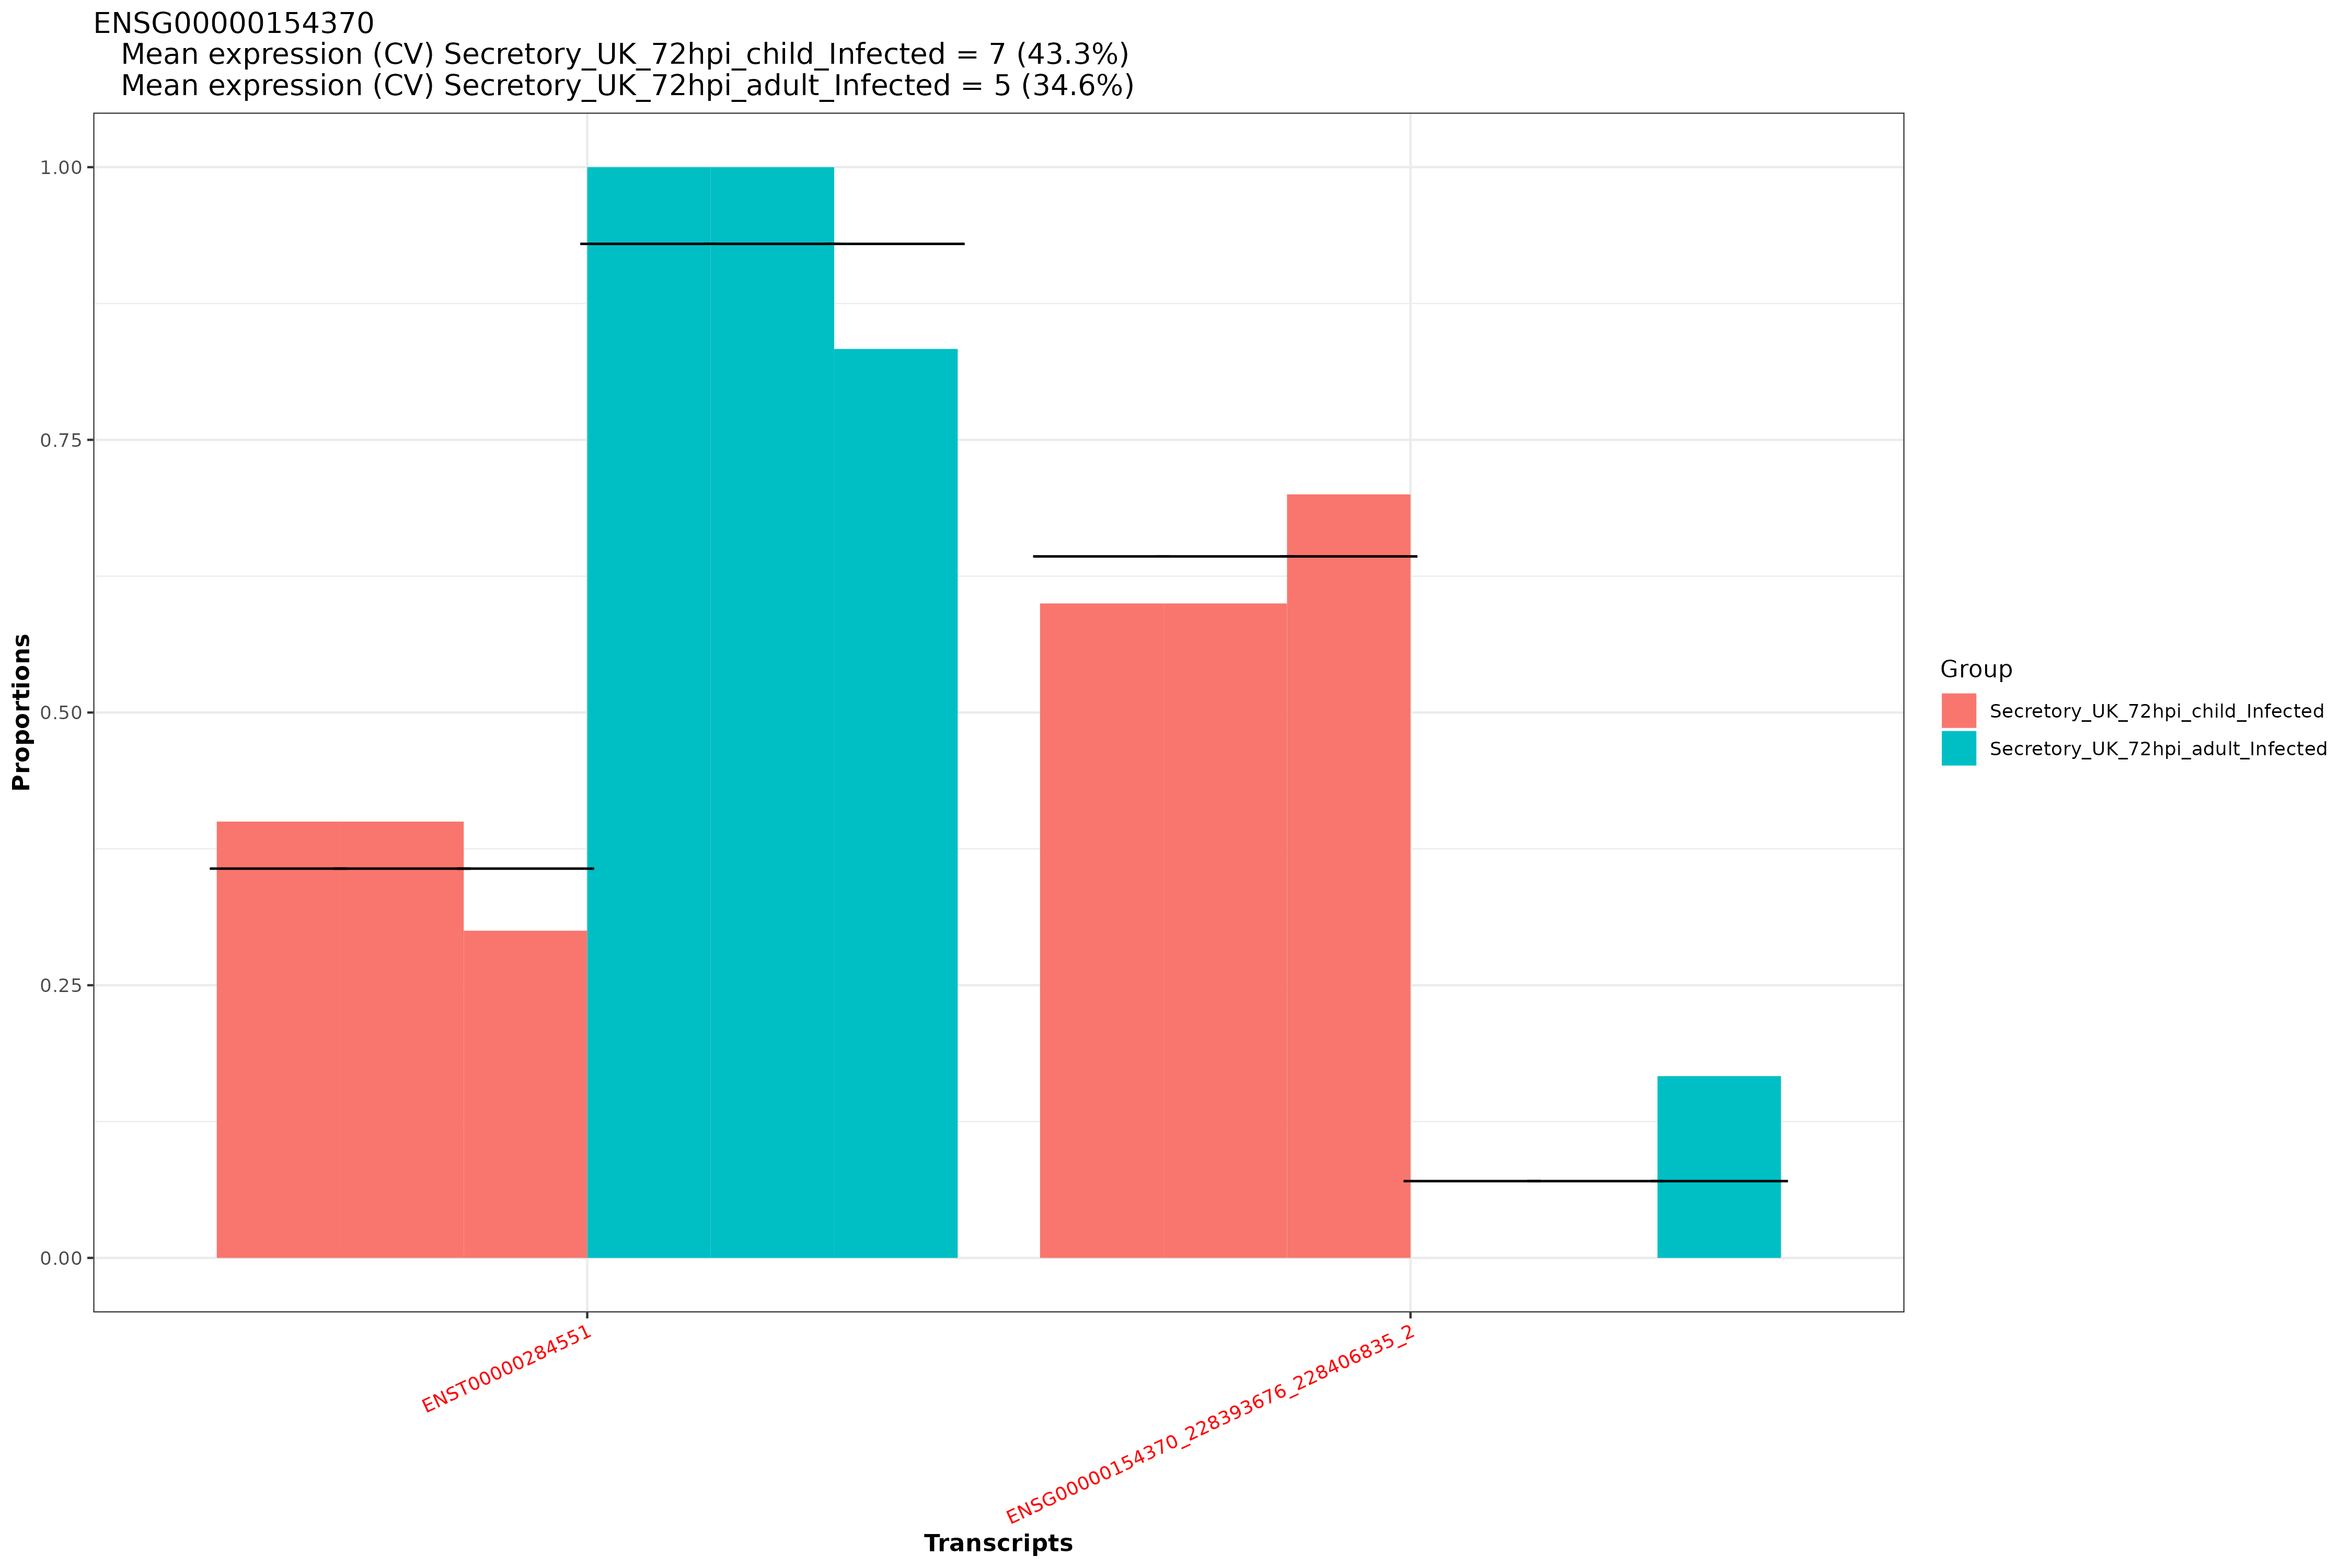 ENSG00000154370
Mean expression (CV) Secretory_UK_72hpi_child_Infected = 7 (43.3%)
Mean expression (CV) Secretory_UK_72hpi_adult_Infected = 5 (34.6%)
1.00
0.75
0.50
0.25
0.00
Proportions
ENST00000284551
ENSG00000154370_228393676_228406835_2
Transcripts
Group
Secretory_UK_72hpi_child_Infected
Secretory_UK_72hpi_adult_Infected